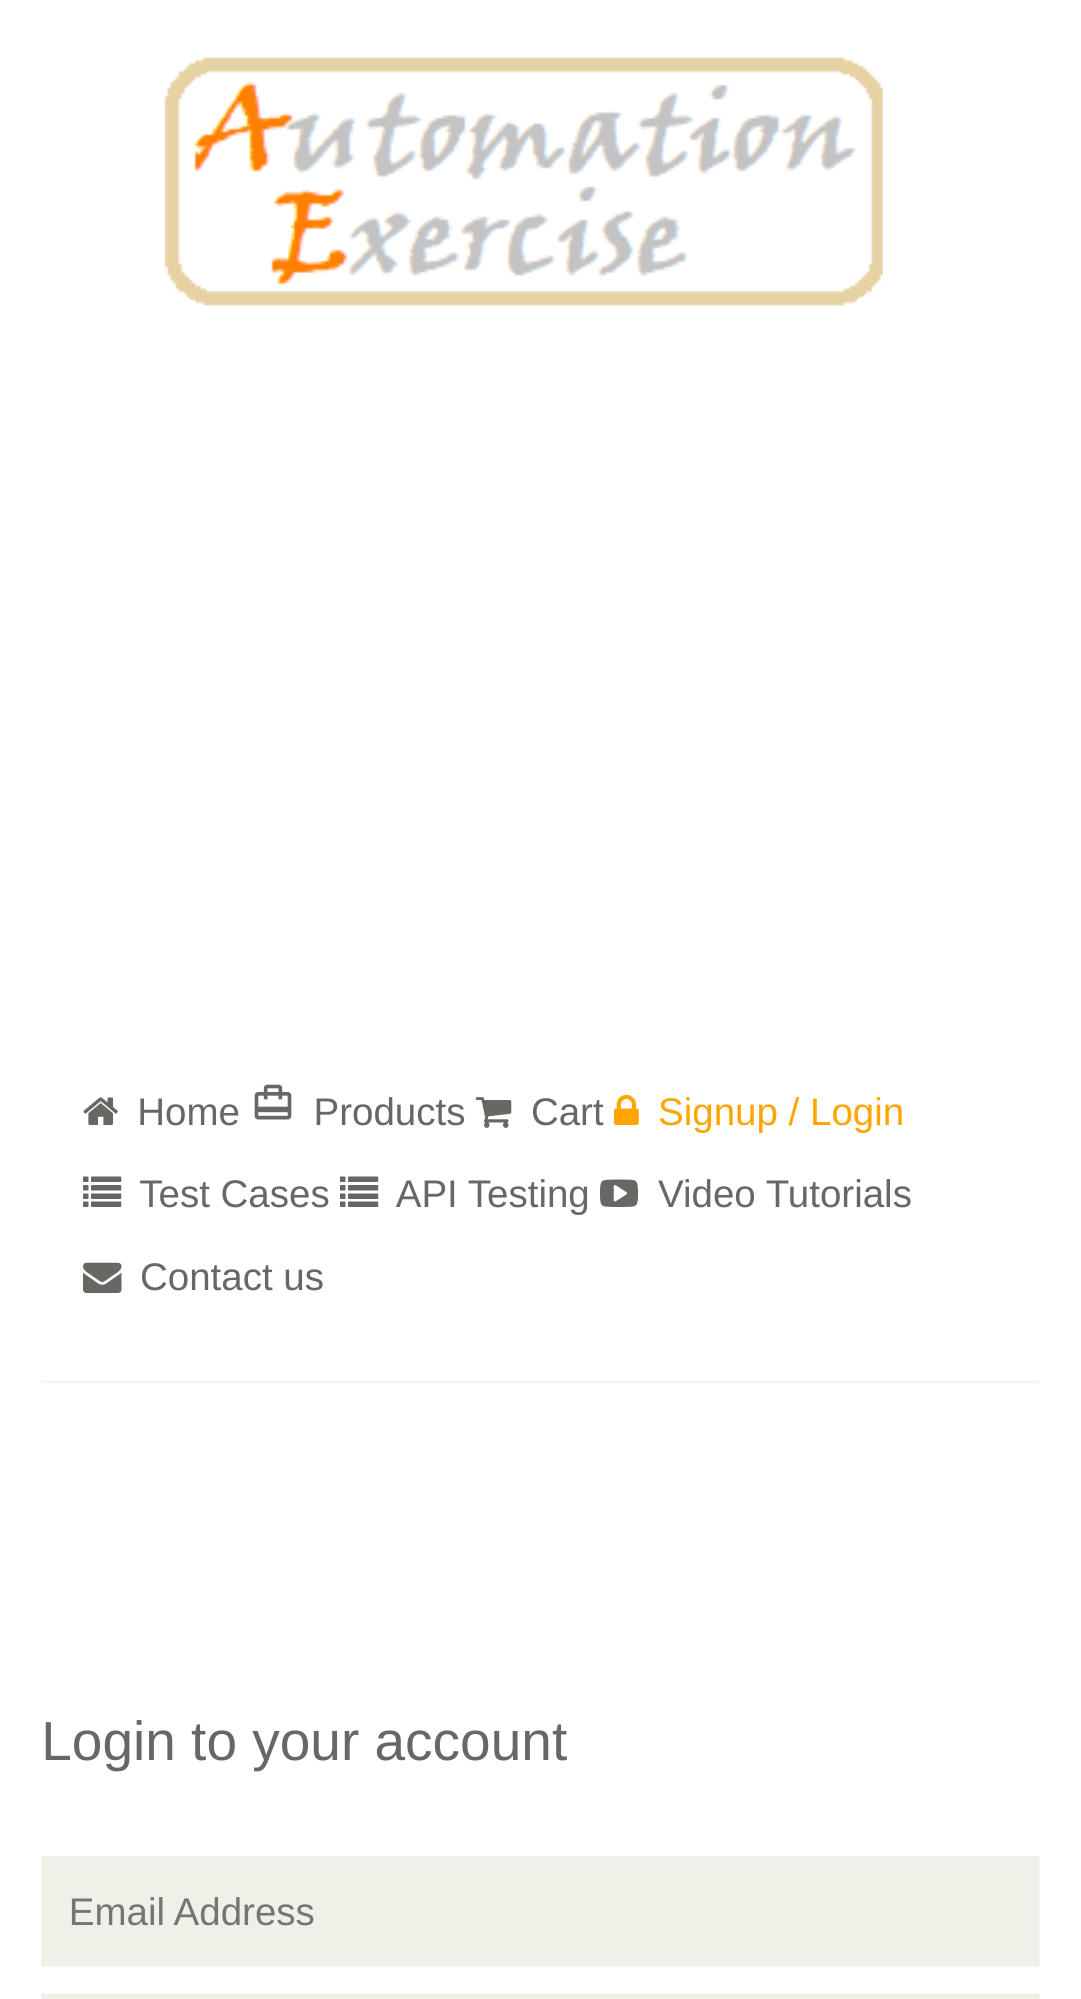 Automation
Exercise
Home Products Cart Signup / Login
Test Cases API Testing Video Tutorials
Contact us
Login to your account
Email Address